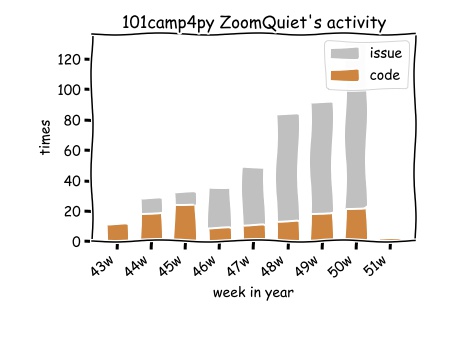 101camp4py ZoomQuiet's activity
issue
code
times
120
100
80
60
40
20
0
43w 44w 45w 46w 47w 48w 49w 50w 51w
week in year